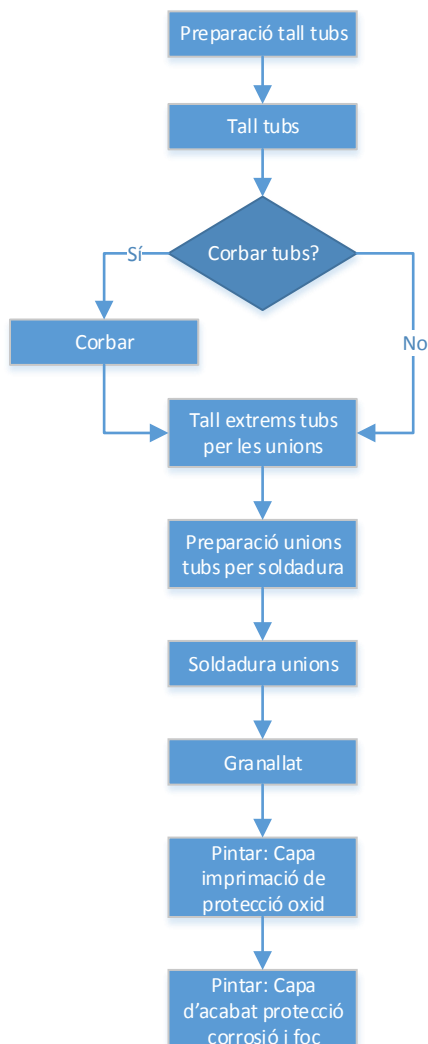 Preparació tall tubs
Tall tubs
Corbar tubs?
Sí
Corbar
No
Tall extrems tubs
per les unions
Preparació unions
tubs per soldadura
Soldadura unions
Granallat
Pintar: Capa
imprimació de
protecció oxid
Pintar: Capa
d'acabat protecció
corrosió i foc